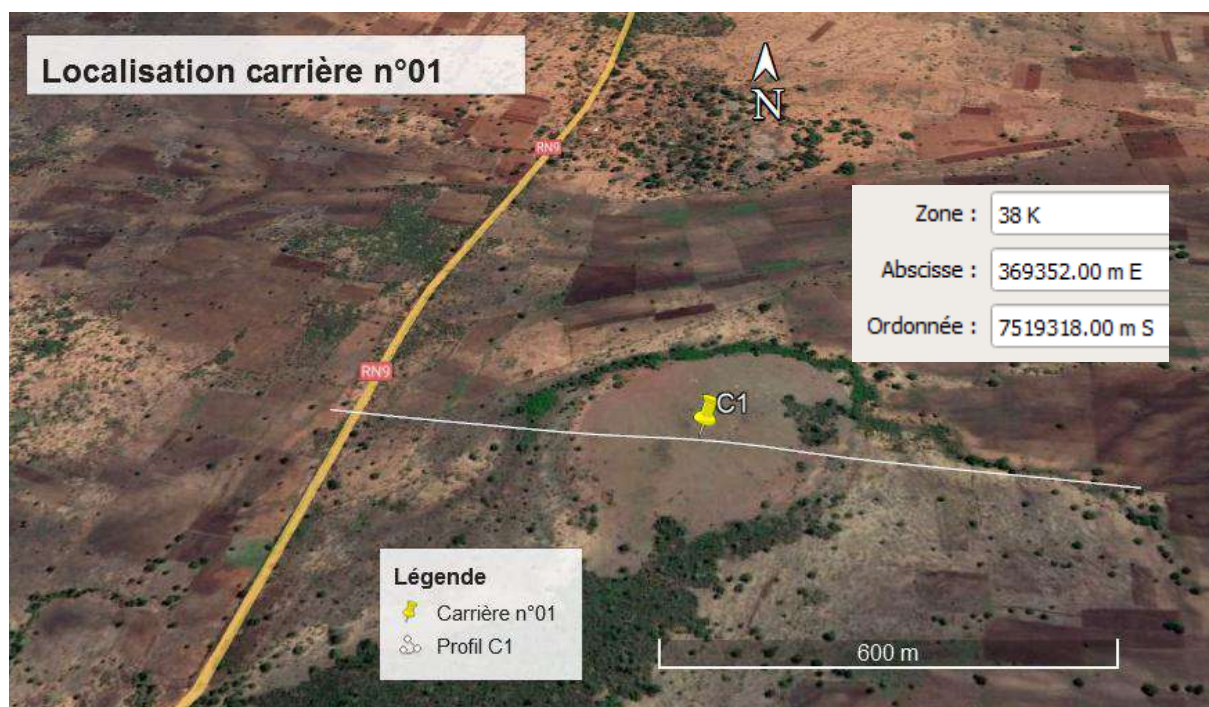 Localisation carrière n°01
N
RN9
Zone : 38 K
Abscisse : 369352.00 m E
Ordonnée : 7519318.00 m S
RN9
C1
Légende
Carrière n°01
Profil C1
600 m